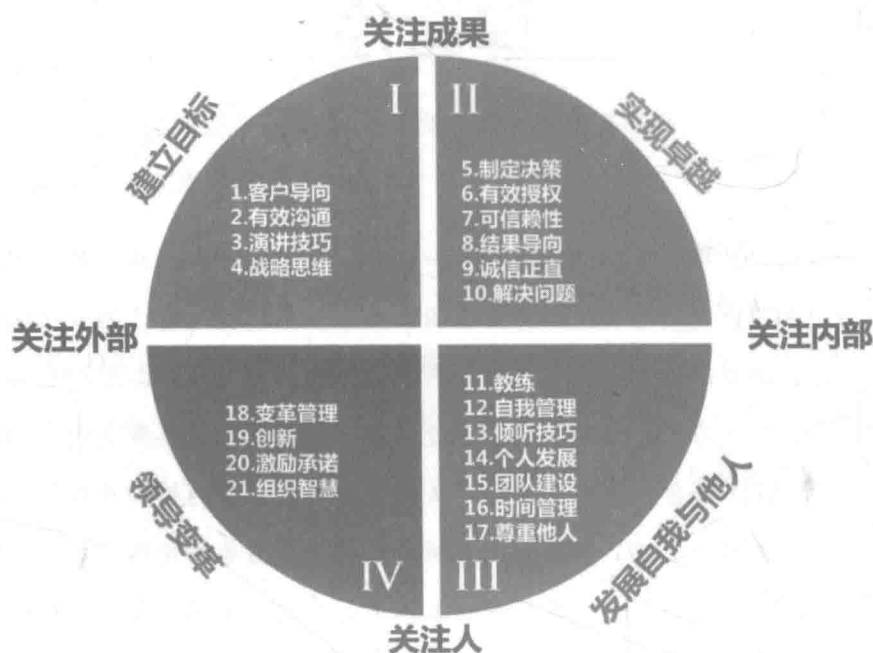 关注成果
建立目标
I
1.客户导向
2.有效沟通
3.演讲技巧
4.战略思维
II
实现卓越
5.制定决策
6.有效授权
7.可信赖性
8.结果导向
9.诚信正直
10.解决问题
关注外部
关注内部
18.变革管理
19.创新
20.激励承诺
21.组织智慧
领导变革
IV
11.教练
12.自我管理
13.倾听技巧
14.个人发展
15.团队建设
16.时间管理
17.尊重他人
III
发展自我与他人
关注人